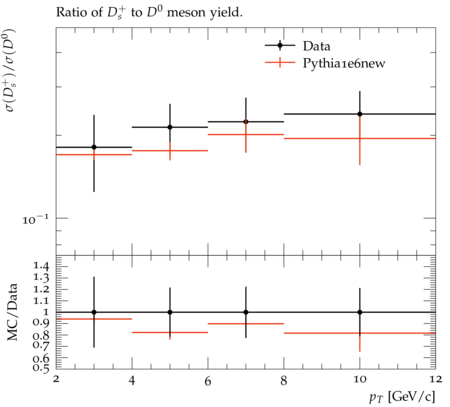 Ratio of D_s^+ to D^0 meson yield.
σ(D_s^+)/σ(D^0)
Data
Pythia1e6new
10^−1
MC/Data
1.4
1.3
1.2
1.1
1
0.9
0.8
0.7
0.6
0.5
2 4 6 8 10 12
p_T [GeV/c]